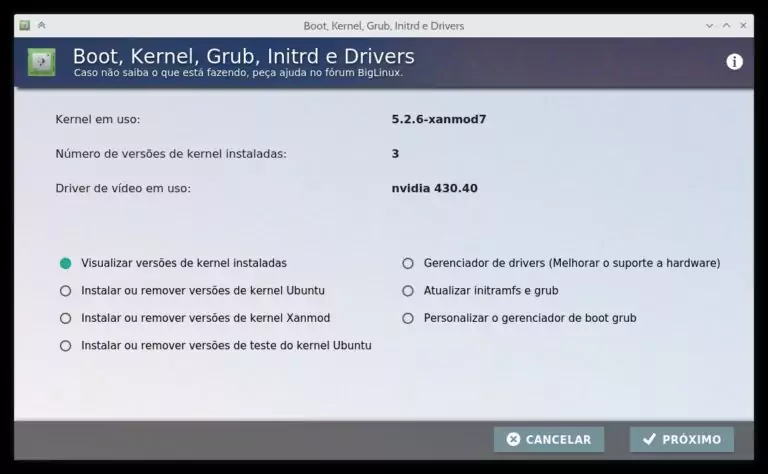 Boot, Kernel, Grub, Initrd e Drivers
Boot, Kernel, Grub, Initrd e Drivers
Caso não saiba o que está fazendo, peça ajuda no fórum BigLinux.
Kernel em uso: 5.2.6-xanmod7
Número de versões de kernel instaladas: 3
Driver de vídeo em uso: nvidia 430.40
Visualizar versões de kernel instaladas
Gerenciador de drivers (Melhorar o suporte a hardware)
Instalar ou remover versões de kernel Ubuntu
Atualizar initramfs e grub
Instalar ou remover versões de kernel Xanmod
Personalizar o gerenciador de boot grub
Instalar ou remover versões de teste do kernel Ubuntu
CANCELAR
PRÓXIMO